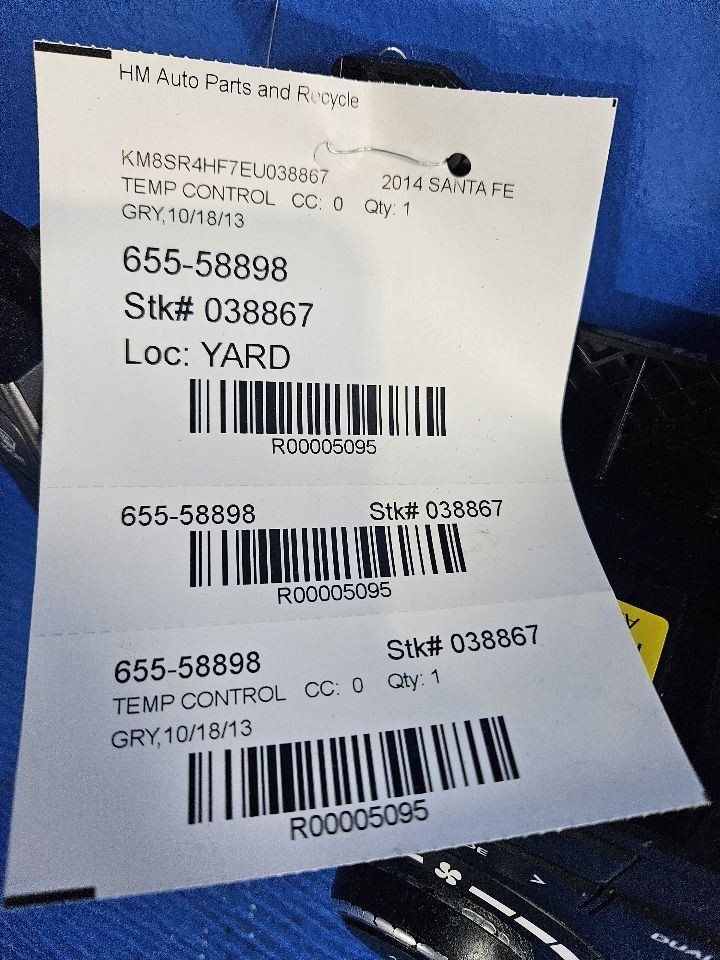 HM Auto Parts and Recycle
KM8SR4HF7EU038867 2014 SANTA FE
TEMP CONTROL CC: 0 Qty: 1
GRY,10/18/13
655-58898
Stk# 038867
Loc: YARD
R00005095
655-58898 Stk# 038867
R00005095
655-58898 Stk# 038867
TEMP CONTROL CC: 0 Qty: 1
GRY,10/18/13
R00005095
DUAL